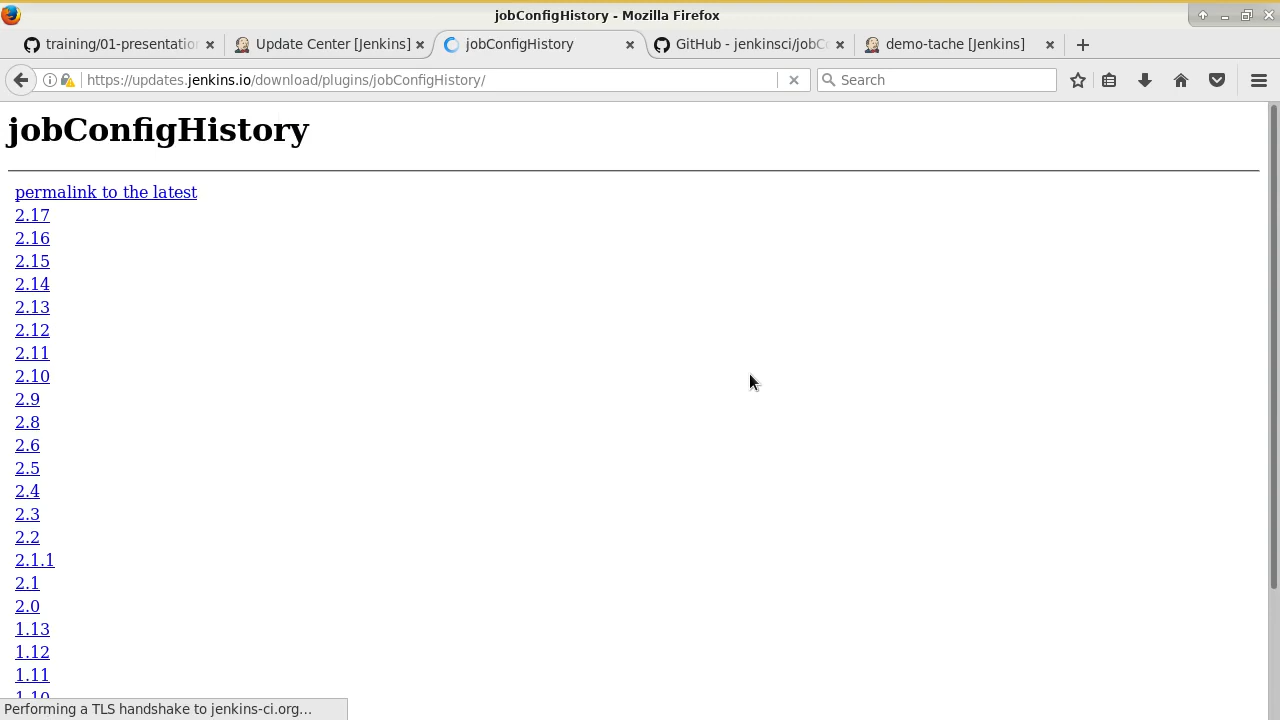 jobConfigHistory - Mozilla Firefox
training/01-presentatio
Update Center [Jenkins]
jobConfigHistory
GitHub - jenkinsci/jobC
demo-tache [Jenkins]
https://updates.jenkins.io/download/plugins/jobConfigHistory/
Search
jobConfigHistory
permalink to the latest
2.17
2.16
2.15
2.14
2.13
2.12
2.11
2.10
2.9
2.8
2.6
2.5
2.4
2.3
2.2
2.1.1
2.1
2.0
1.13
1.12
1.11
1.10
Performing a TLS handshake to jenkins-ci.org…